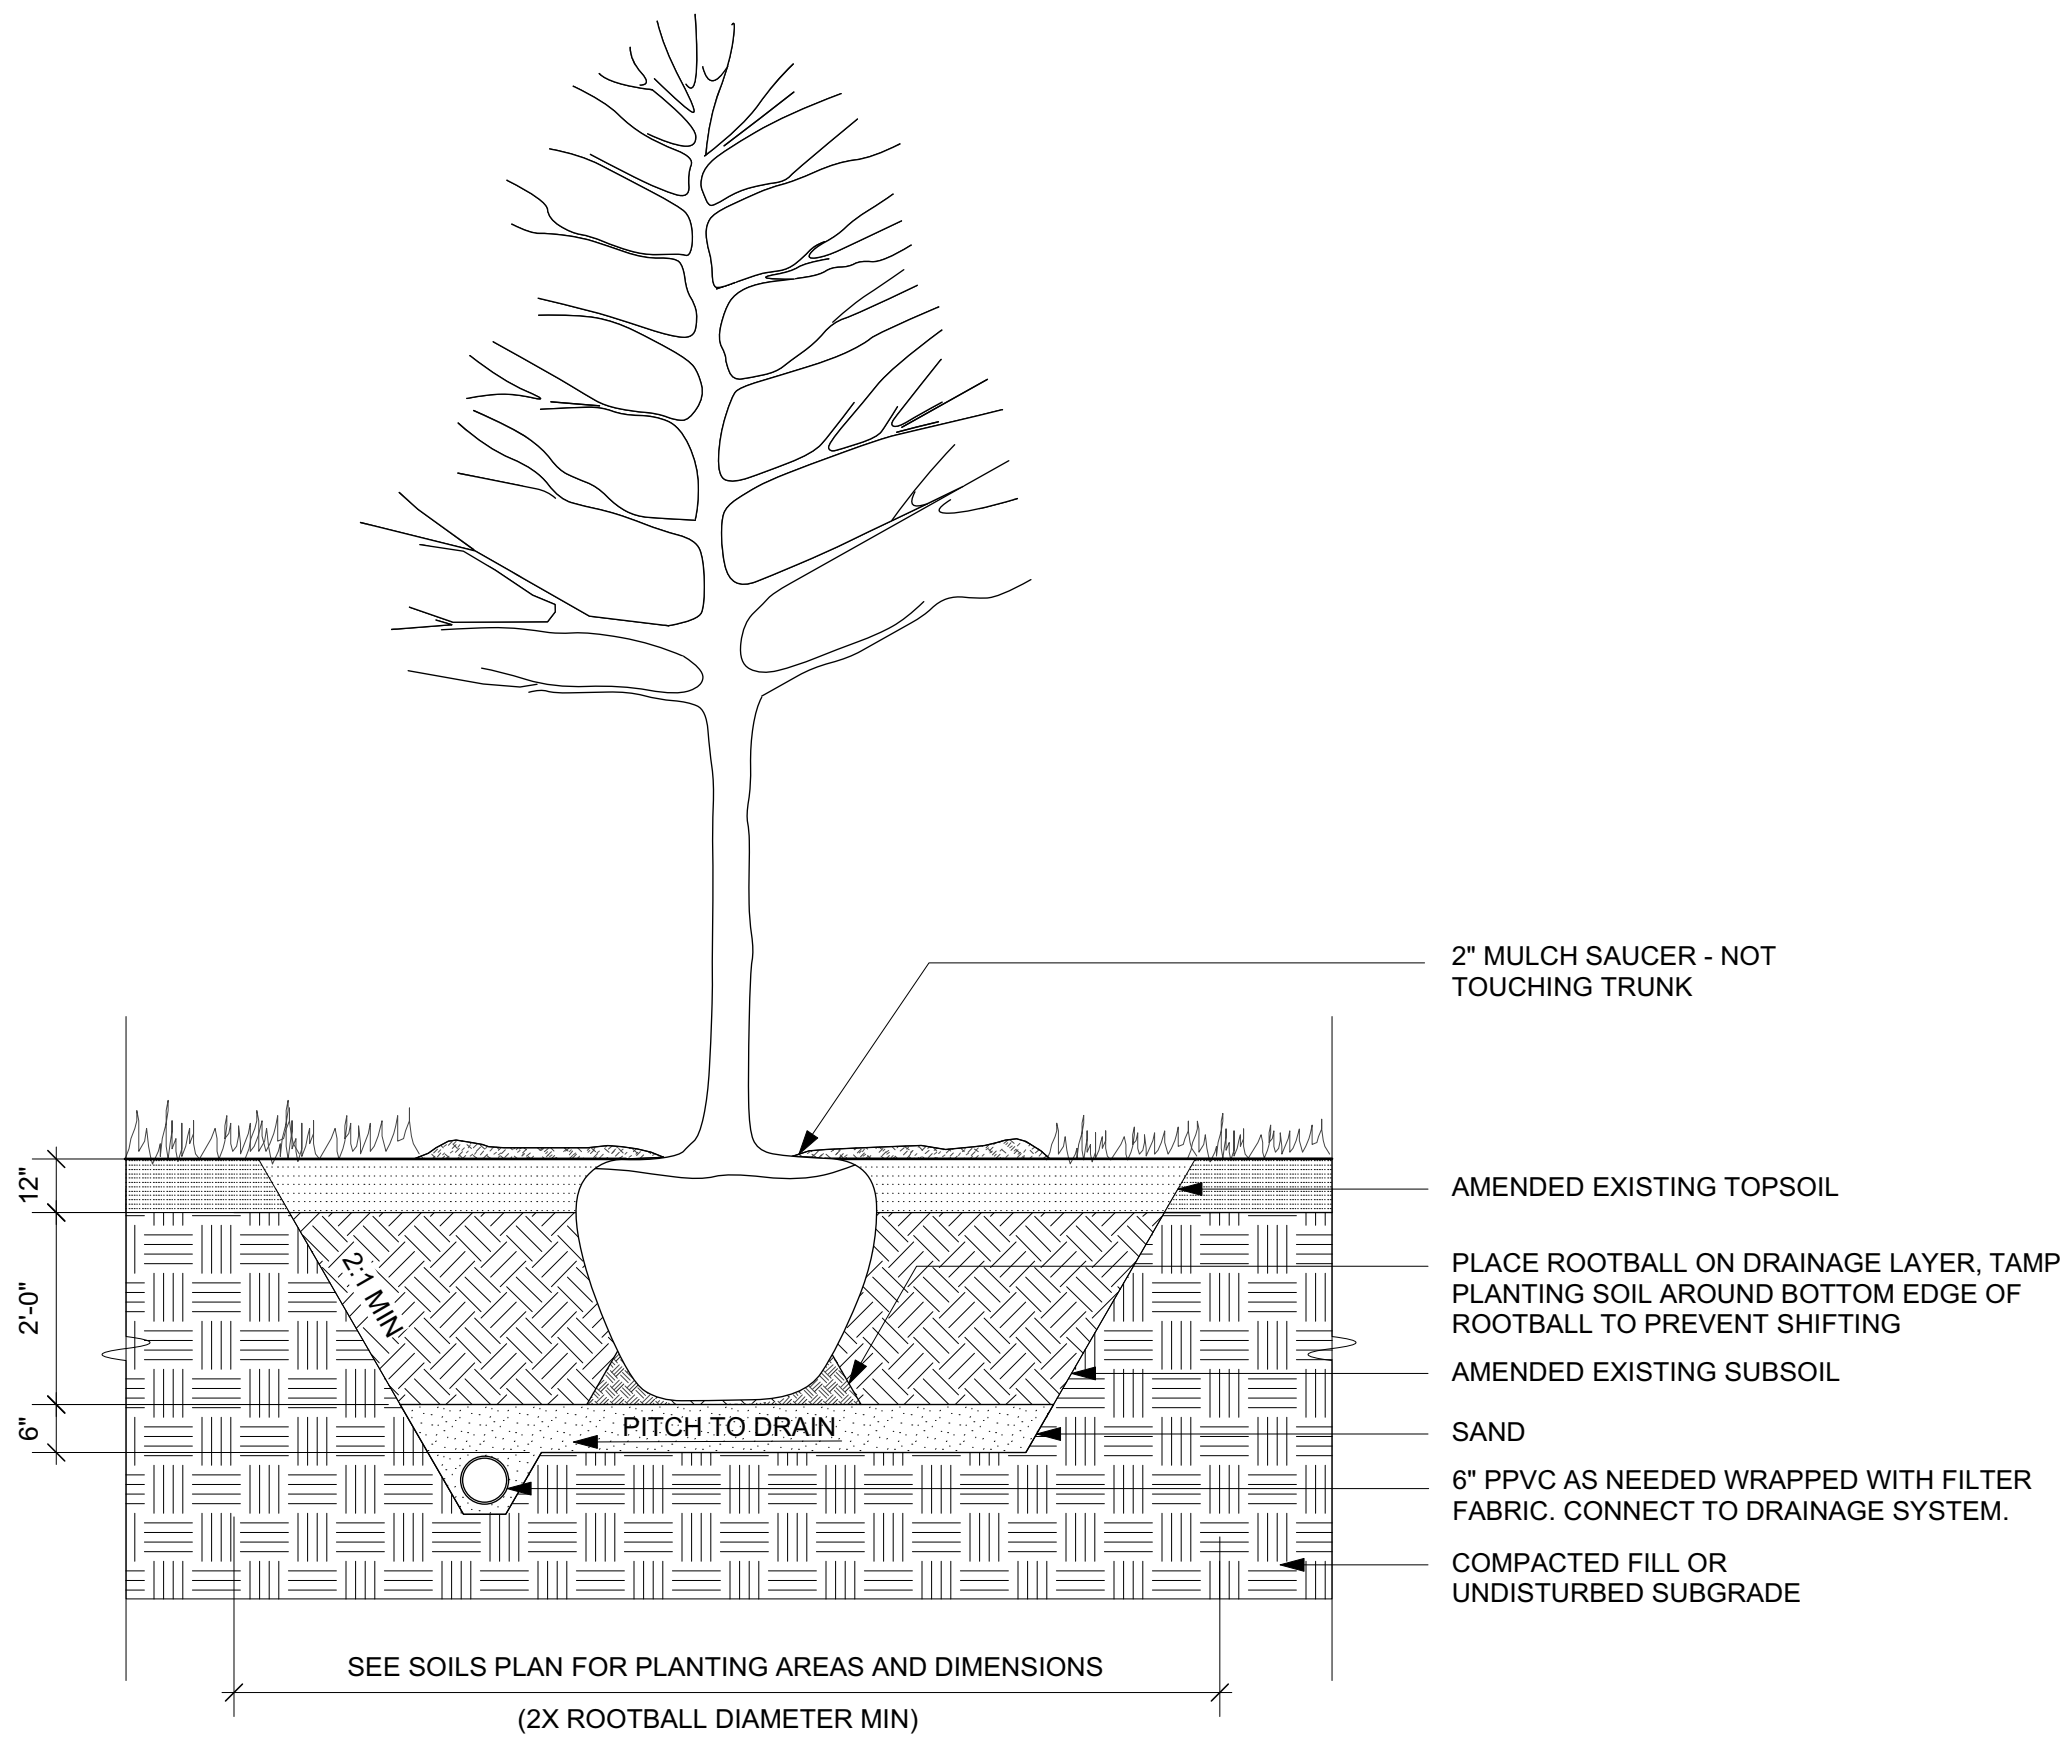 2" MULCH SAUCER - NOT
TOUCHING TRUNK
12"
AMENDED EXISTING TOPSOIL
2'-0"
2:1 MIN
PLACE ROOTBALL ON DRAINAGE LAYER, TAMP
PLANTING SOIL AROUND BOTTOM EDGE OF
ROOTBALL TO PREVENT SHIFTING
AMENDED EXISTING SUBSOIL
6"
PITCH TO DRAIN
SAND
6" PPVC AS NEEDED WRAPPED WITH FILTER
FABRIC. CONNECT TO DRAINAGE SYSTEM.
COMPACTED FILL OR
UNDISTURBED SUBGRADE
SEE SOILS PLAN FOR PLANTING AREAS AND DIMENSIONS
(2X ROOTBALL DIAMETER MIN)